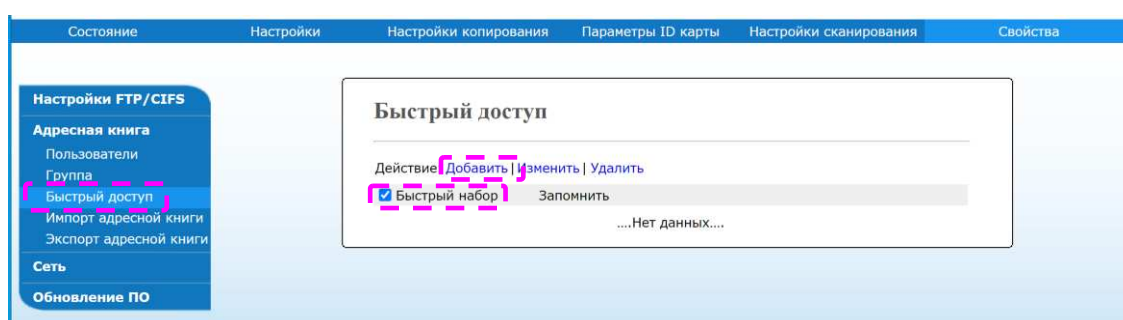 Состояние Настройки Настройки копирования Параметры ID карты Настройки сканирования Свойства
Настройки FTP/CIFS
Адресная книга
Пользователи
Группа
Быстрый доступ
Импорт адресной книги
Экспорт адресной книги
Сеть
Обновление ПО
Быстрый доступ
Действие Добавить | Изменить | Удалить
Быстрый набор Запомнить
....Нет данных....